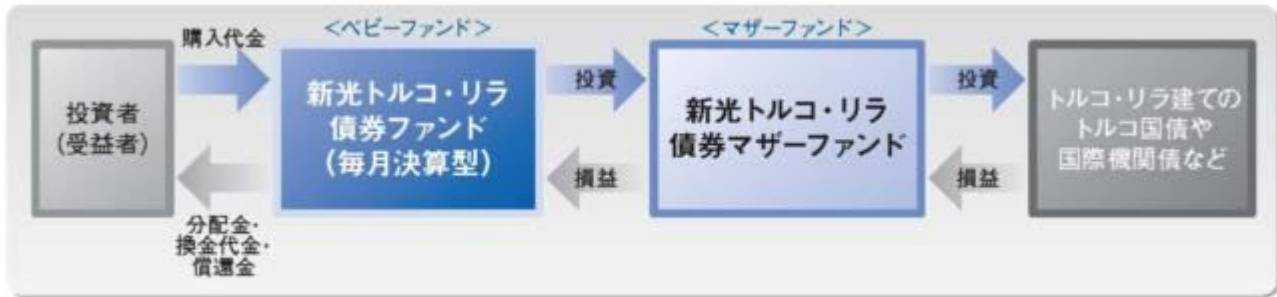 <ベビーファンド>
<マザーファンド>
購入代金
投資者
(受益者)
新光トルコ・リラ
債券ファンド
(毎月決算型)
投資
損益
新光トルコ・リラ
債券マザーファンド
投資
損益
トルコ・リラ建ての
トルコ国債や
国際機関債など
分配金・
換金代金・
償還金